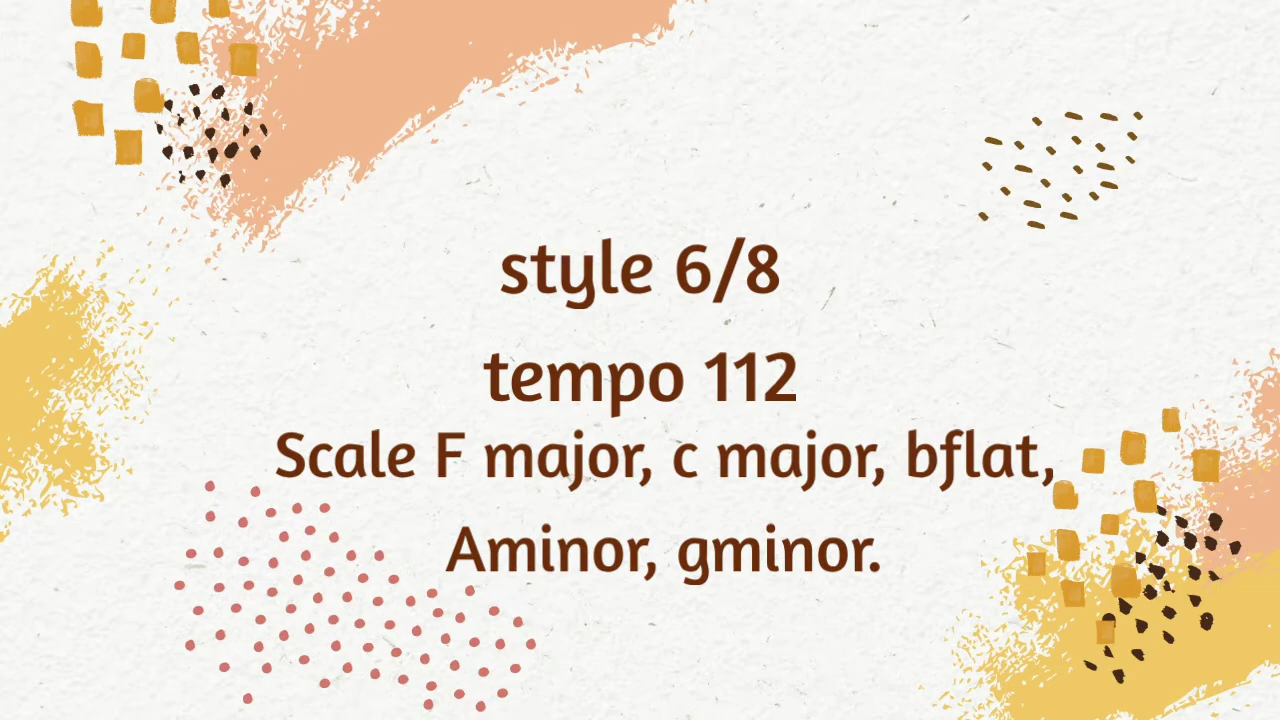 style 6/8
tempo 112
Scale F major, c major, bflat,
Aminor, gminor.